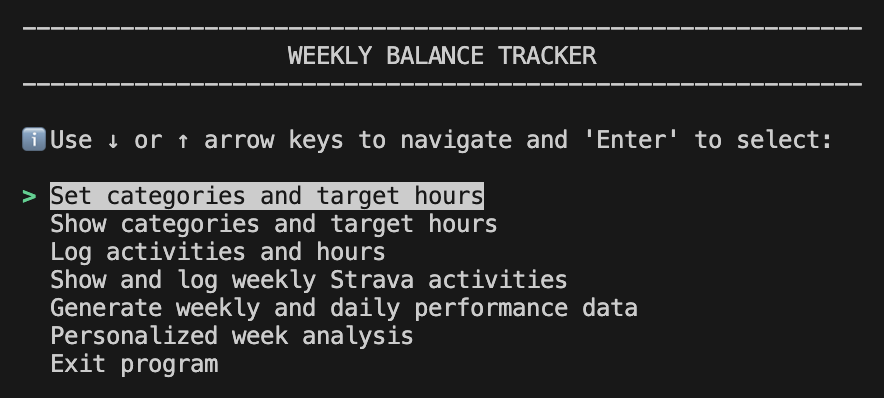 ------------------------------------------------------------
WEEKLY BALANCE TRACKER
------------------------------------------------------------
ℹ️Use ↓ or ↑ arrow keys to navigate and 'Enter' to select:
> Set categories and target hours
Show categories and target hours
Log activities and hours
Show and log weekly Strava activities
Generate weekly and daily performance data
Personalized week analysis
Exit program